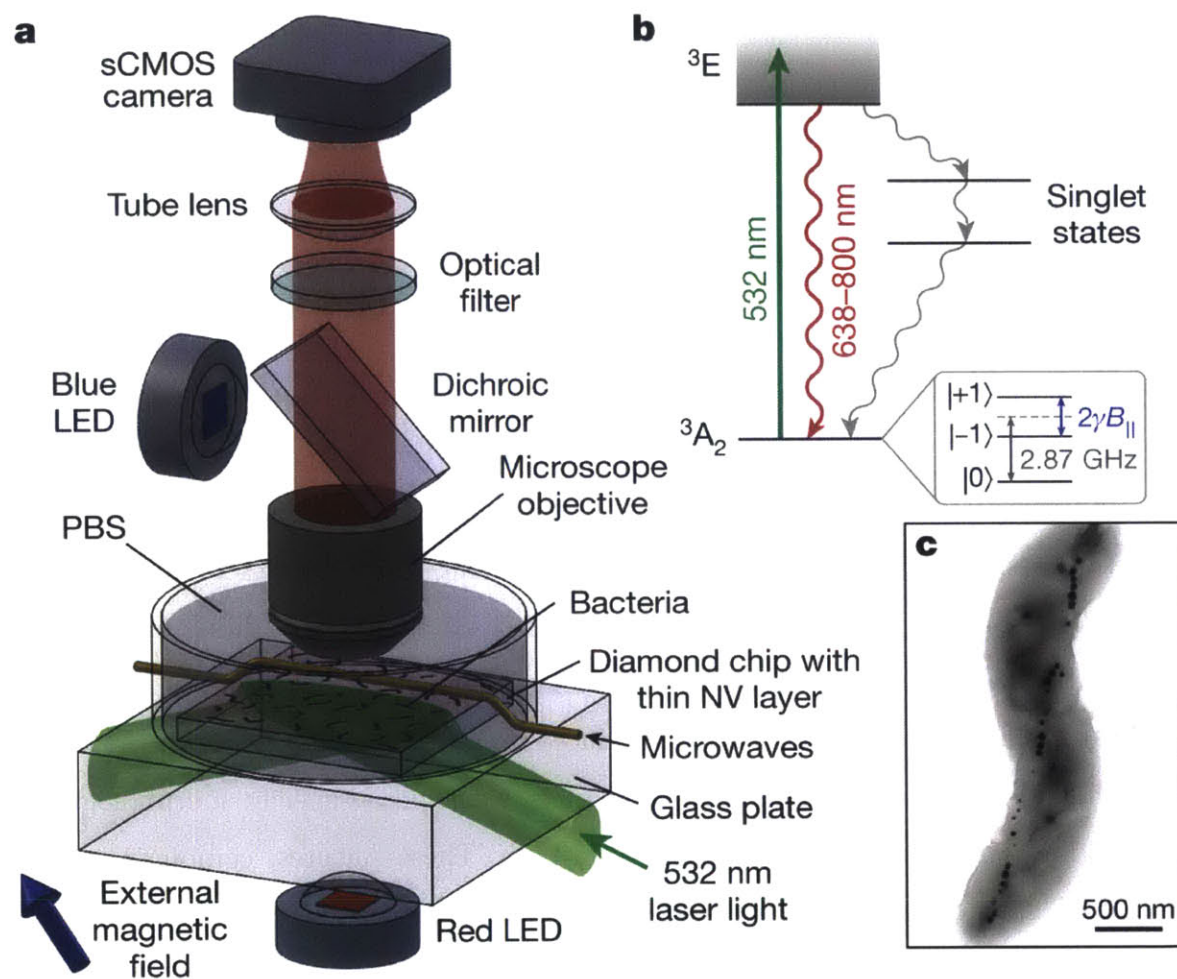 a
sCMOS
camera
Tube lens
Optical
filter
Blue
LED
Dichroic
mirror
Microscope
objective
PBS
Bacteria
Diamond chip with
thin NV layer
Microwaves
Glass plate
532 nm
laser light
External
magnetic
field
Red LED
b
³E
532 nm
638–800 nm
Singlet
states
³A₂
|+1⟩
|−1⟩
|0⟩
2γB||
2.87 GHz
c
500 nm